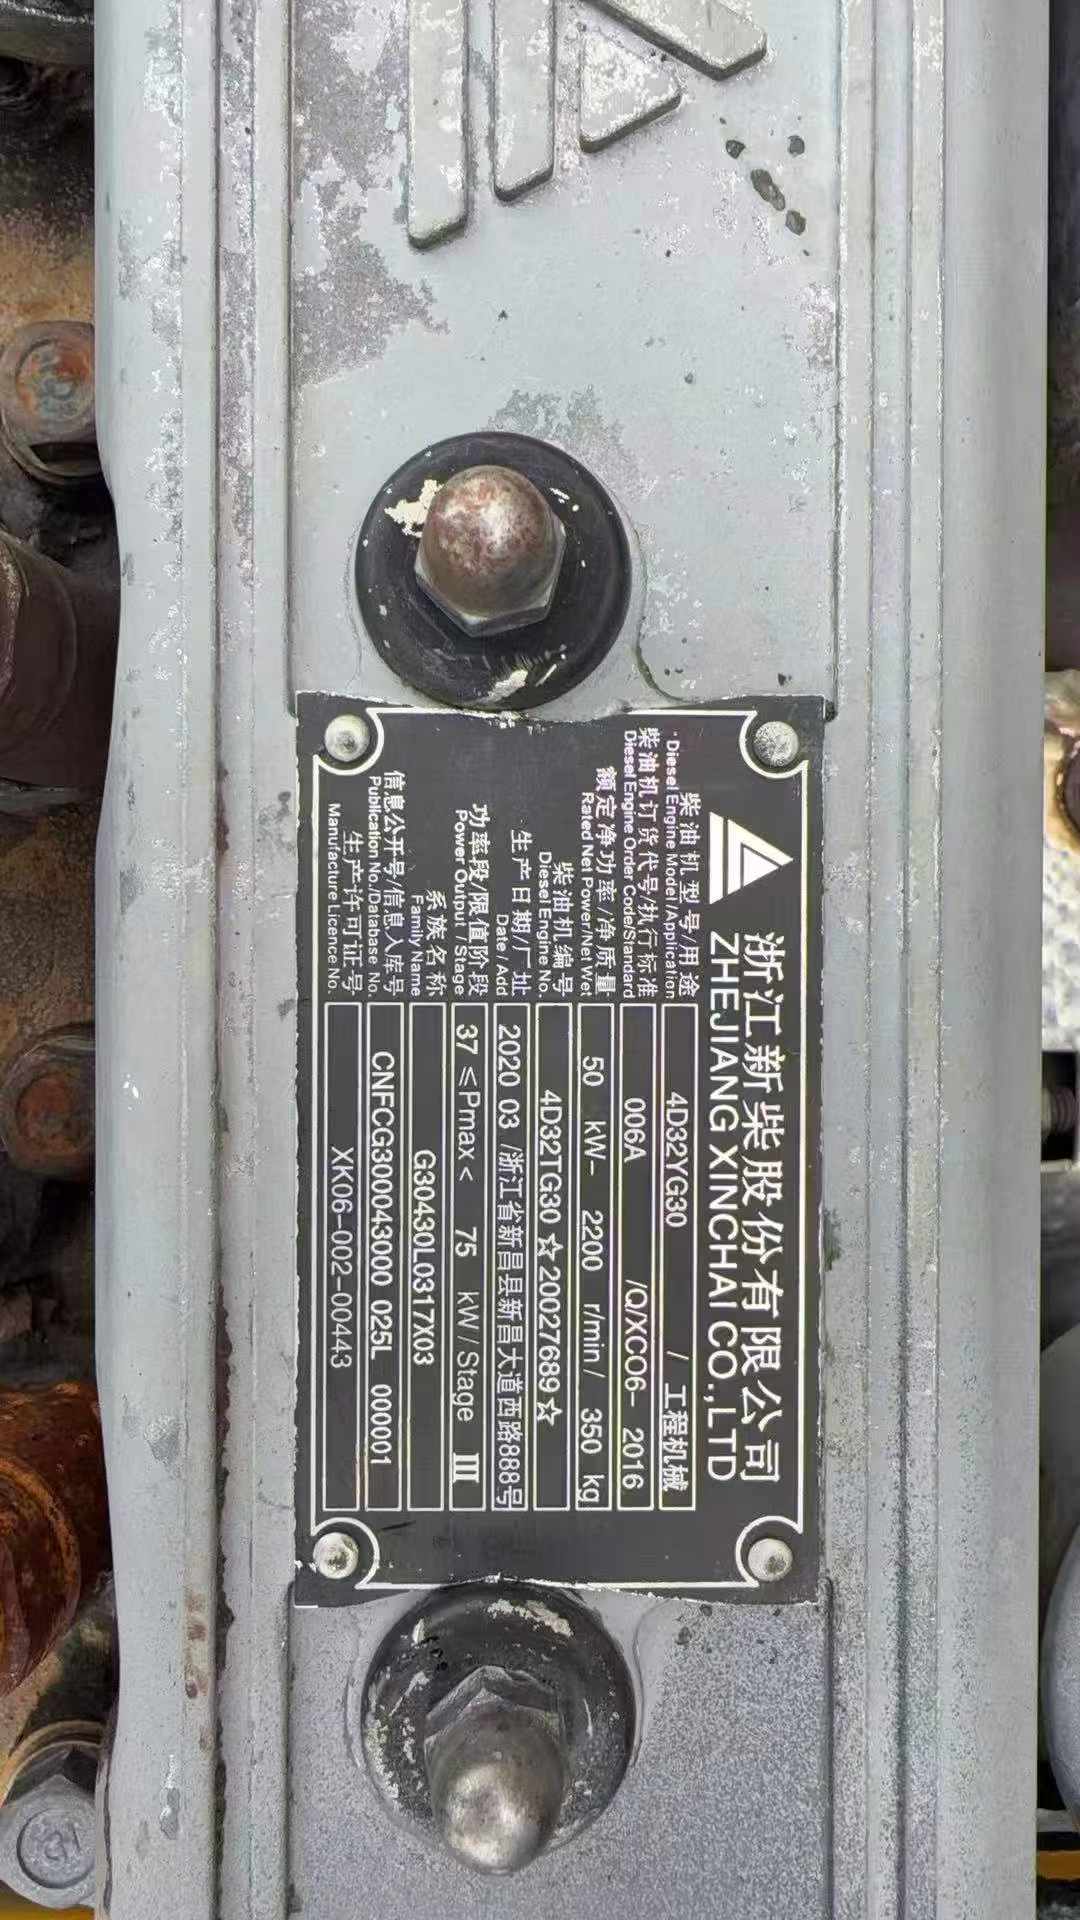 浙江新柴股份有限公司
ZHEJIANG XINCHAI CO.,LTD
柴油机型号/用途 4D32YG30 / 工程机械
Diesel Engine Model/Application
柴油机订货代号/执行标准 006A /Q/XC06- 2016
Diesel Engine Order Code/Standard
额定净功率/净质量 50 kW- 2200 r/min/ 350 kg
Rated Net Power/Net Wet
柴油机编号 4D32TG30☆20027689☆
Diesel Engine No.
生产日期/厂址 2020 03 /浙江省新昌县新昌大道西路888号
Date / Add
功率段/限值阶段 37≤Pmax< 75 kW/Stage III
Power Output / Stage
系族名称 G30430L0317X03
Family Name
信息公开号/信息入库号 CNFCG300043000 025L 000001
Publication No./Database No.
生产许可证号 XK06-002-00443
Manufacture Licence No.